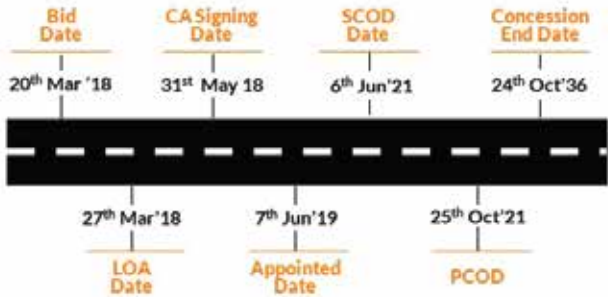 Bid
Date
CA Signing
Date
SCOD
Date
Concession
End Date
20th Mar '18
31st May 18
6th Jun'21
24th Oct'36
27th Mar'18
7th Jun'19
25th Oct'21
LOA
Date
Appointed
Date
PCOD